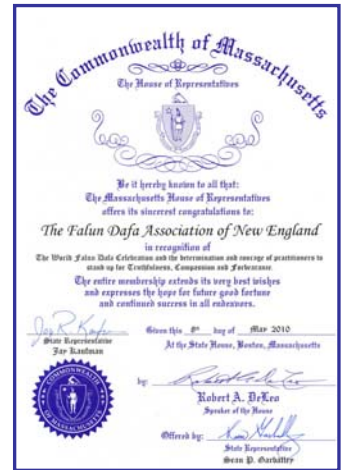 The Commonwealth of Massachusetts
The House of Representatives
Be it hereby known to all that:
The Massachusetts House of Representatives
offers its sincerest congratulations to:
The Falun Dafa Association of New England
in recognition of
The World Falun Dafa Celebration and the determination and courage of practitioners to
stand up for Truthfulness, Compassion and Forbearance.
The entire membership extends its very best wishes
and expresses the hope for future good fortune
and continued success in all endeavors.
Given this 8th day of May 2010
At the State House, Boston, Massachusetts
State Representative
Jay Kaufman
by:
Robert A. DeLeo
Speaker of the House
Offered by:
State Representative
Sean P. Garballey
COMMONWEALTH
OF MASSACHUSETTS